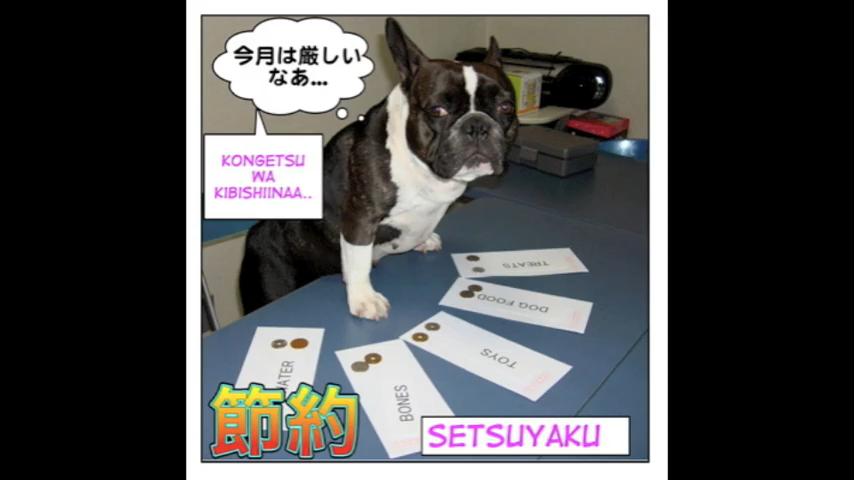 今月は厳しい
なあ...
KONGETSU
WA
KIBISHIINAA..
TREATS
DOG FOOD
TOYS
BONES
節約
SETSUYAKU